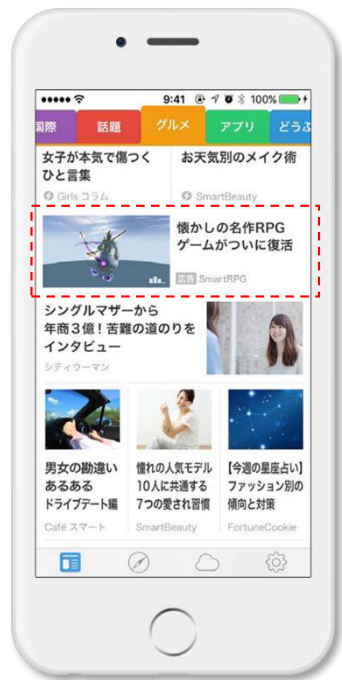 9:41 100%
国際 話題 グルメ アプリ どうぶ
女子が本気で傷つく
ひと言集
Girls コラム
お天気別のメイク術
SmartBeauty
懐かしの名作RPG
ゲームがついに復活
広告 SmartRPG
シングルマザーから
年商3億!苦難の道のりを
インタビュー
シティウーマン
男女の勘違い
あるある
ドライブデート編
Café スマート
憧れの人気モデル
10人に共通する
7つの愛され習慣
SmartBeauty
【今週の星座占い】
ファッション別の
傾向と対策
FortuneCookie